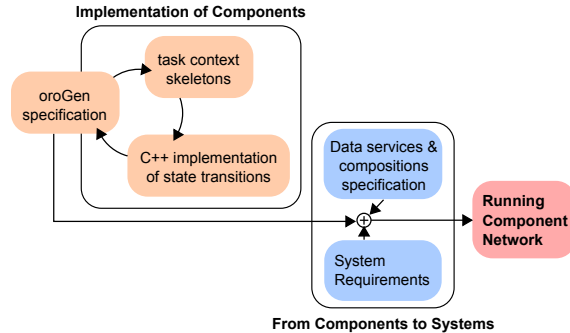 Implementation of Components
task context
skeletons
oroGen
specification
C++ implementation
of state transitions
Data services &
compositions
specification
Running
Component
Network
System
Requirements
From Components to Systems